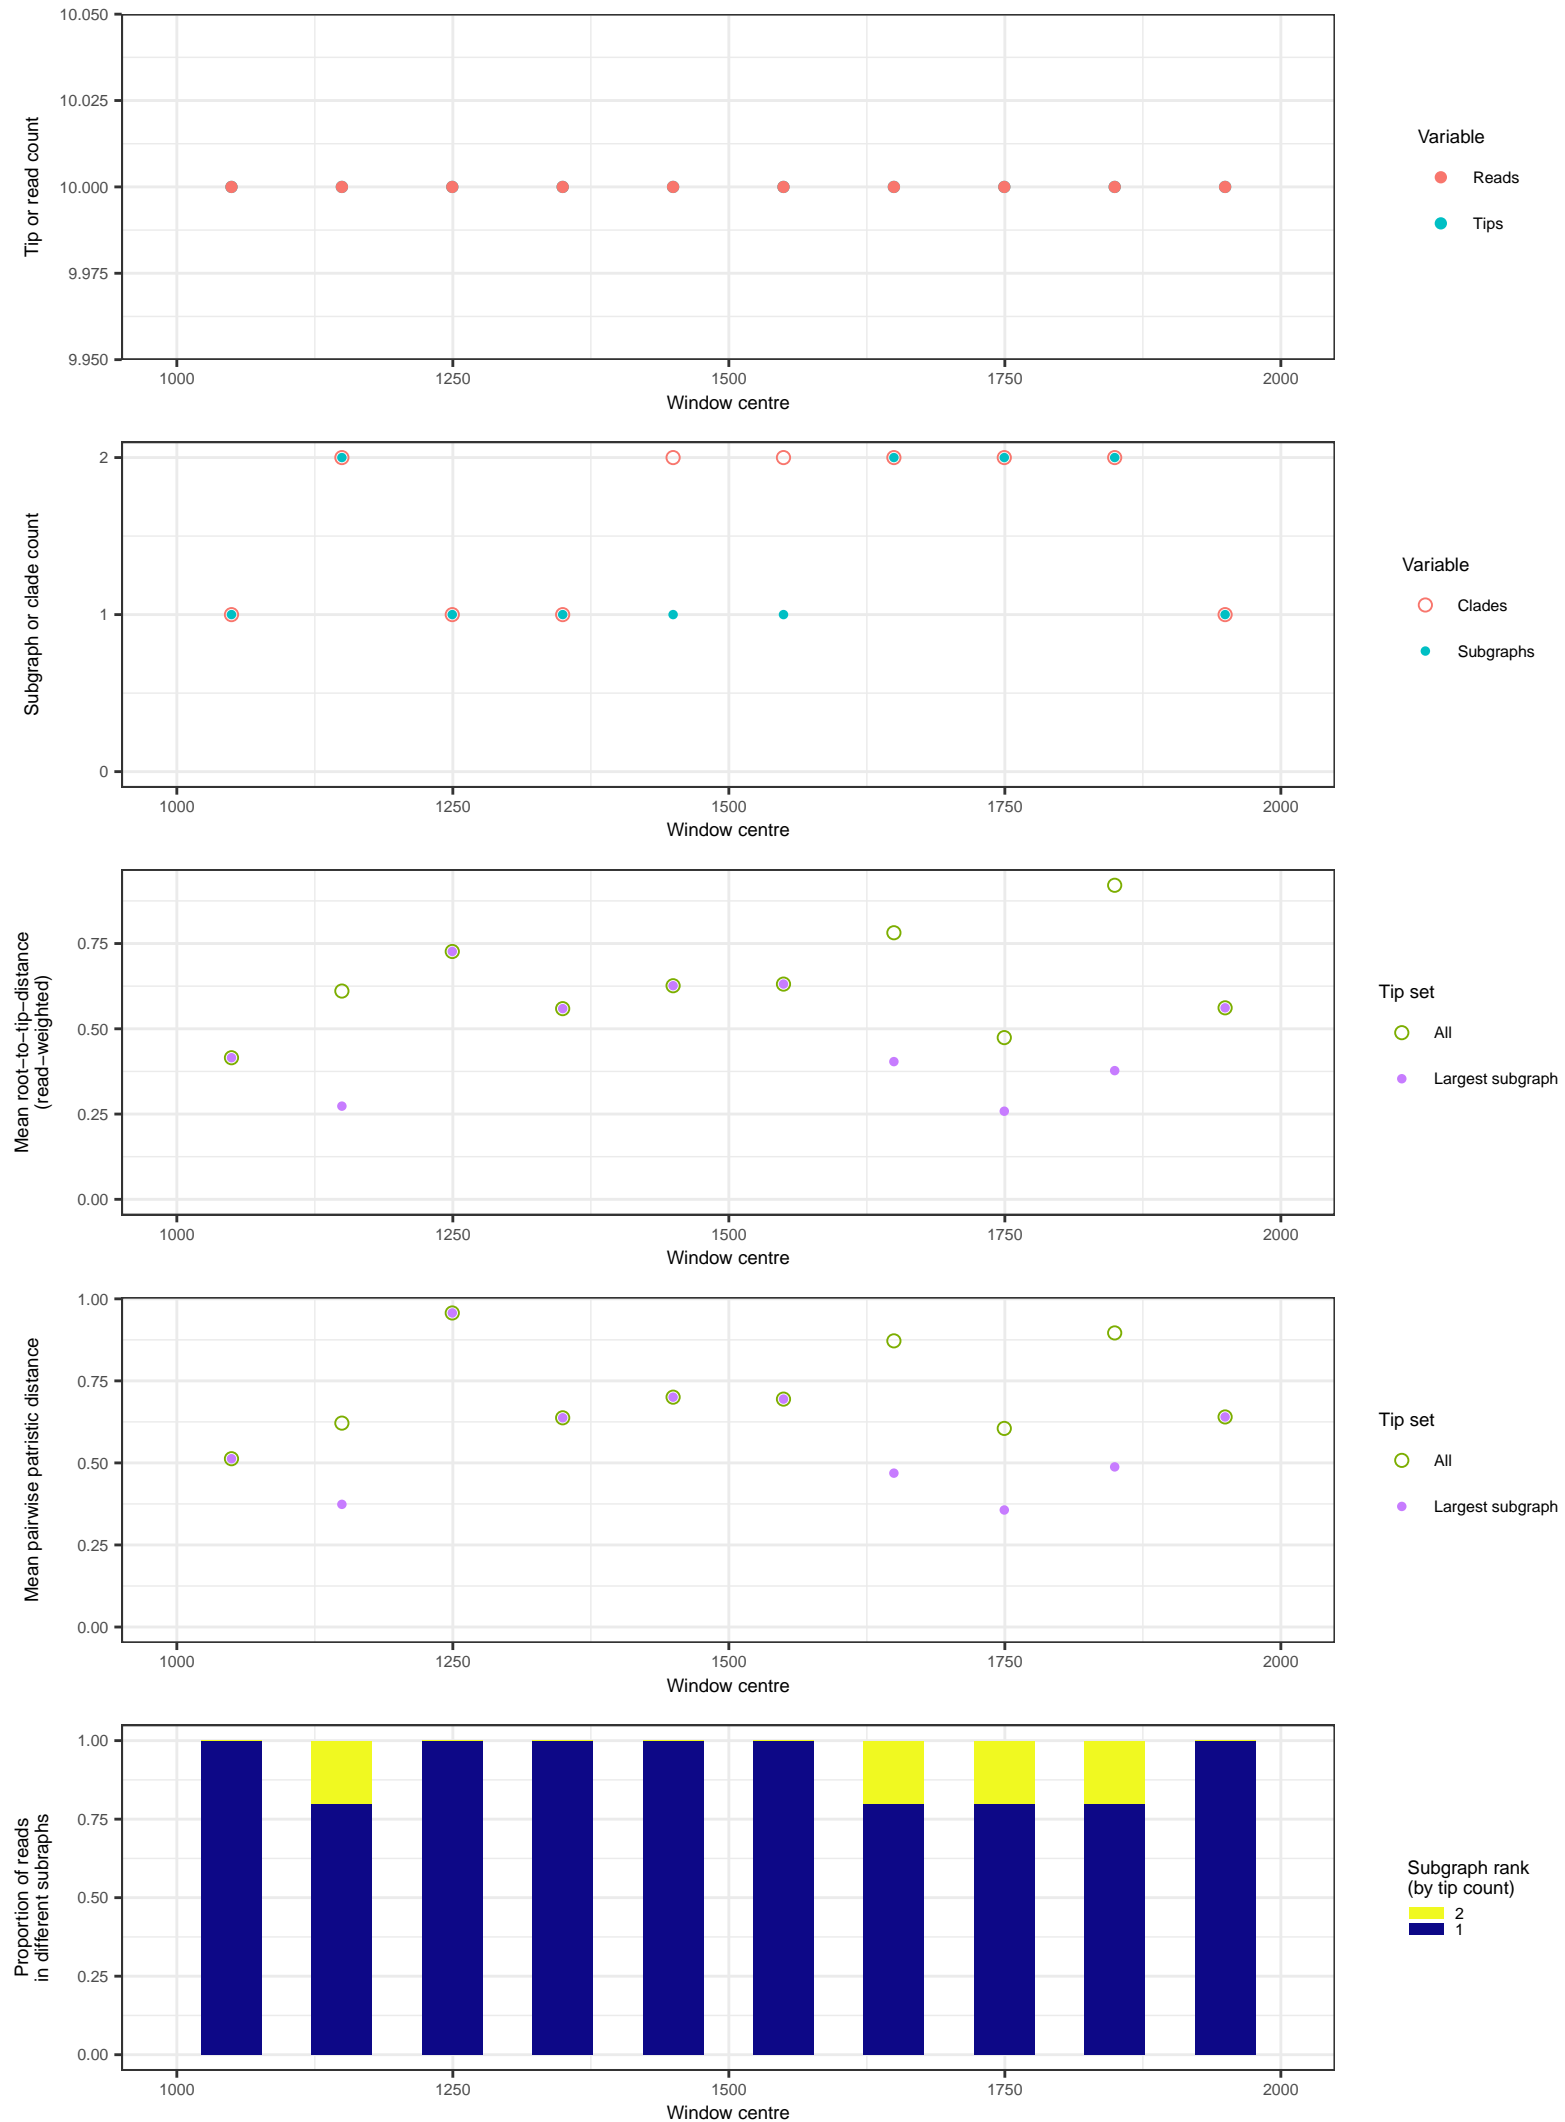 10.050
10.025
10.000
9.975
9.950
Tip or read count
1000 1250 1500 1750 2000
Window centre
Variable
Reads
Tips
2
1
0
Subgraph or clade count
1000 1250 1500 1750 2000
Window centre
Variable
Clades
Subgraphs
0.75
0.50
0.25
0.00
Mean root−to−tip−distance
(read−weighted)
1000 1250 1500 1750 2000
Window centre
Tip set
All
Largest subgraph
1.00
0.75
0.50
0.25
0.00
Mean pairwise patristic distance
1000 1250 1500 1750 2000
Window centre
Tip set
All
Largest subgraph
1.00
0.75
0.50
0.25
0.00
Proportion of reads
in different subraphs
1000 1250 1500 1750 2000
Window centre
Subgraph rank
(by tip count)
2
1